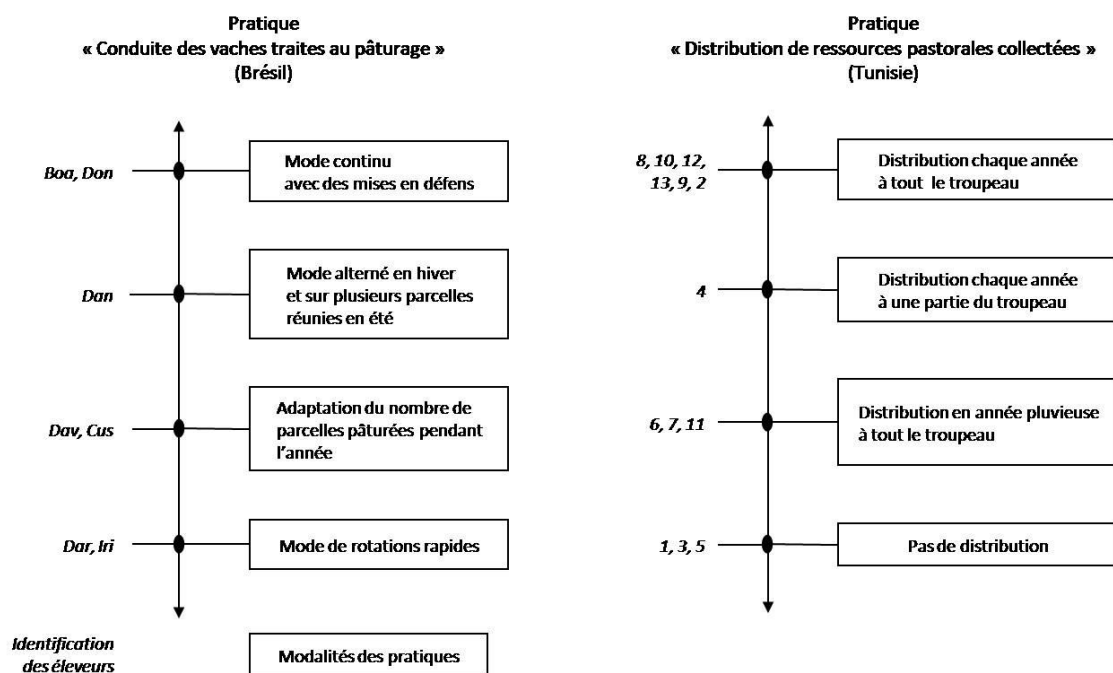 Pratique
« Conduite des vaches traites au pâturage »
(Brésil)
Boa, Don
Mode continu
avec des mises en défens
Dan
Mode alterné en hiver
et sur plusieurs parcelles
réunies en été
Dav, Cus
Adaptation du nombre de
parcelles pâturées pendant
l'année
Dar, Iri
Mode de rotations rapides
Identification
des éleveurs
Modalités des pratiques
Pratique
« Distribution de ressources pastorales collectées »
(Tunisie)
8, 10, 12,
13, 9, 2
Distribution chaque année
à tout le troupeau
4
Distribution chaque année
à une partie du troupeau
6, 7, 11
Distribution en année pluvieuse
à tout le troupeau
1, 3, 5
Pas de distribution